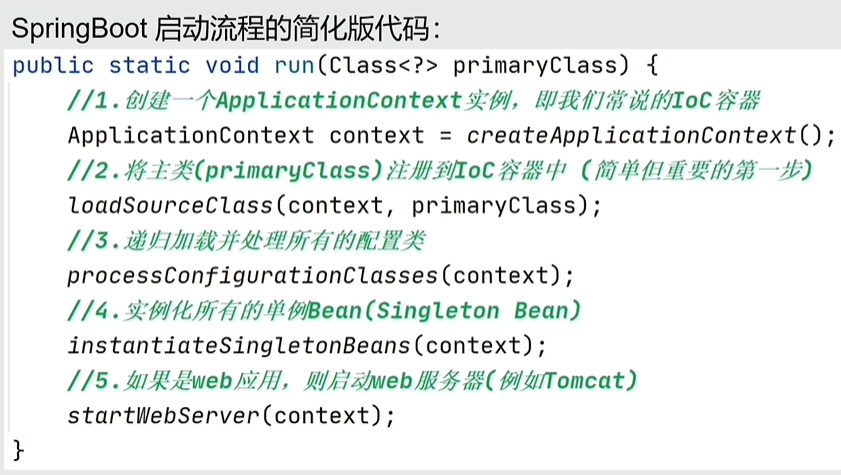 SpringBoot 启动流程的简化版代码：
public static void run(Class<?> primaryClass) {
//1.创建一个ApplicationContext实例，即我们常说的IoC容器
ApplicationContext context = createApplicationContext();
//2.将主类(primaryClass)注册到IoC容器中 (简单但重要的第一步)
loadSourceClass(context, primaryClass);
//3.递归加载并处理所有的配置类
processConfigurationClasses(context);
//4.实例化所有的单例Bean(Singleton Bean)
instantiateSingletonBeans(context);
//5.如果是web应用，则启动web服务器(例如Tomcat)
startWebServer(context);
}